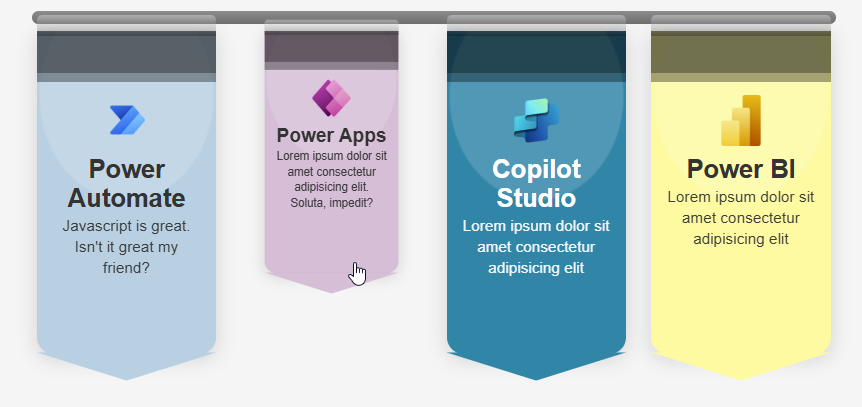 Power
Automate
Javascript is great.
Isn't it great my
friend?
Power Apps
Lorem ipsum dolor sit
amet consectetur
adipisicing elit.
Soluta, impedit?
Copilot
Studio
Lorem ipsum dolor sit
amet consectetur
adipisicing elit
Power BI
Lorem ipsum dolor sit
amet consectetur
adipisicing elit